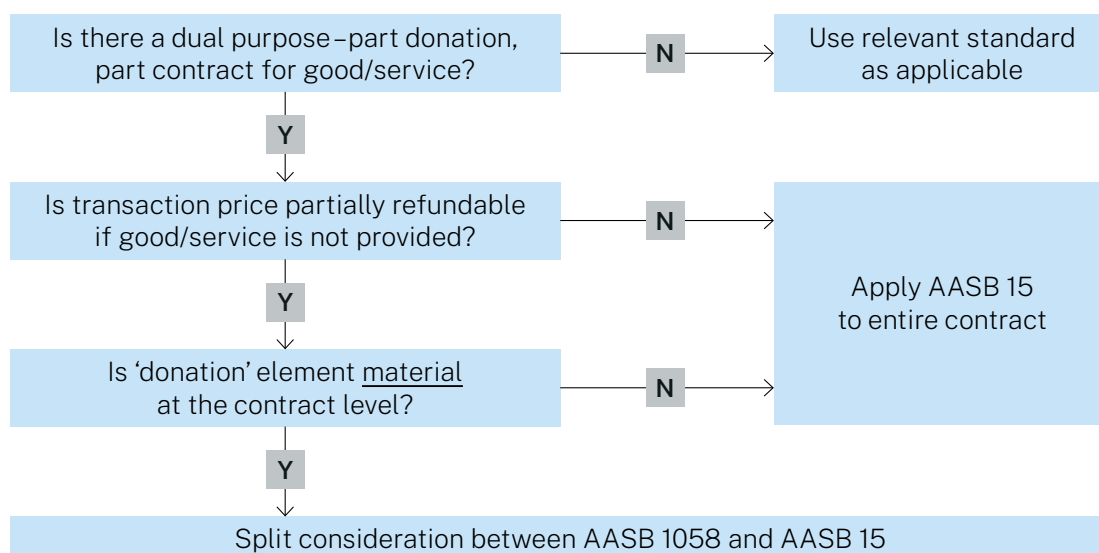 Is there a dual purpose–part donation,
part contract for good/service?
N
Use relevant standard
as applicable
Y
Is transaction price partially refundable
if good/service is not provided?
N
Apply AASB 15
to entire contract
Y
Is ‘donation’ element material
at the contract level?
N
Y
Split consideration between AASB 1058 and AASB 15